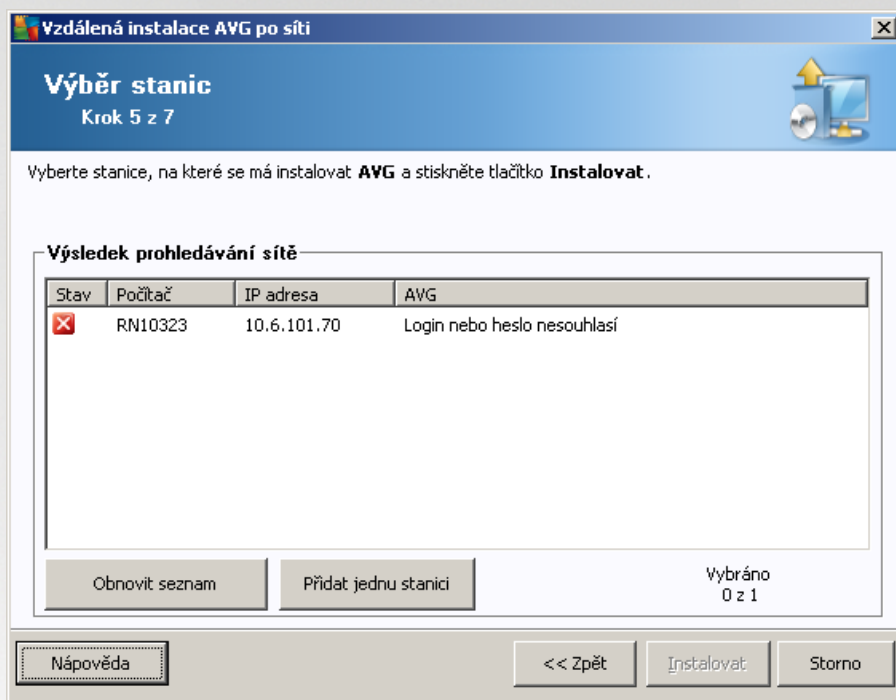 Vzdálená instalace AVG po síti
Výběr stanic
Krok 5 z 7
Vyberte stanice, na které se má instalovat AVG a stiskněte tlačítko Instalovat.
Výsledek prohledávání sítě
Stav Počítač IP adresa AVG
RN10323 10.6.101.70 Login nebo heslo nesouhlasí
Obnovit seznam Přidat jednu stanici Vybráno
0 z 1
Nápověda << Zpět Instalovat Storno